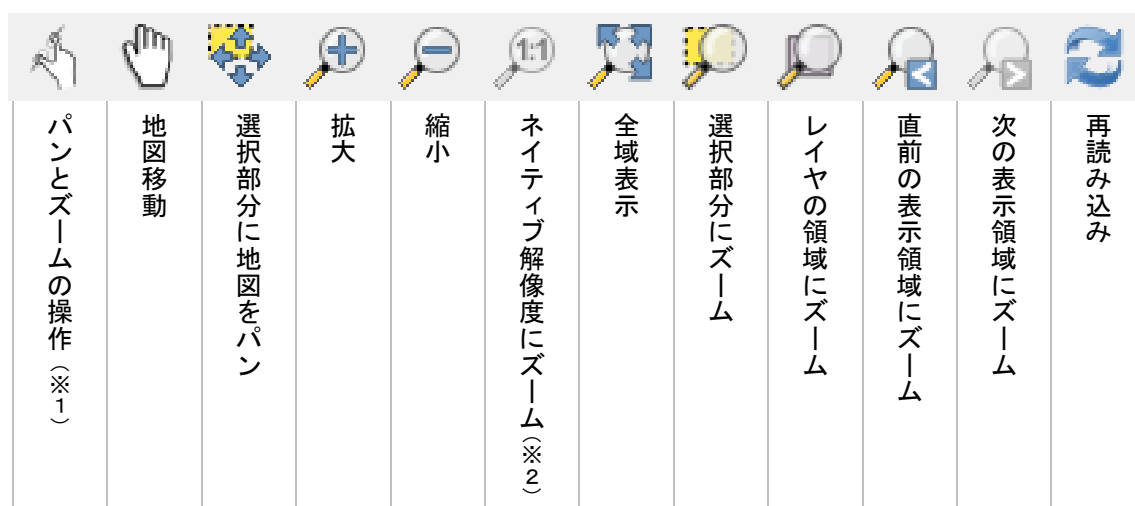 1:1
パンとズームの操作（※1）
地図移動
選択部分に地図をパン
拡大
縮小
ネイティブ解像度にズーム（※2）
全域表示
選択部分にズーム
レイヤの領域にズーム
直前の表示領域にズーム
次の表示領域にズーム
再読み込み